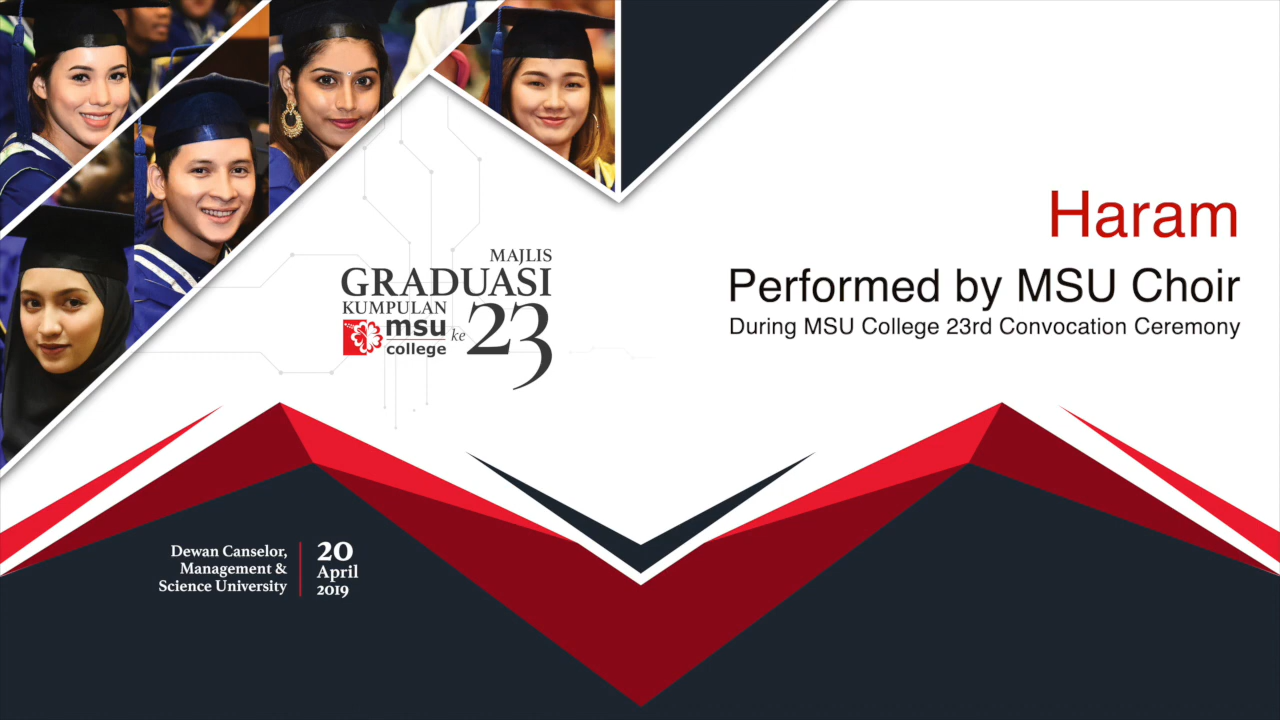 Haram
Performed by MSU Choir
During MSU College 23rd Convocation Ceremony
MAJLIS
GRADUASI
KUMPULAN
msu
college
ke 23
Dewan Canselor,
Management &
Science University
20
April
2019